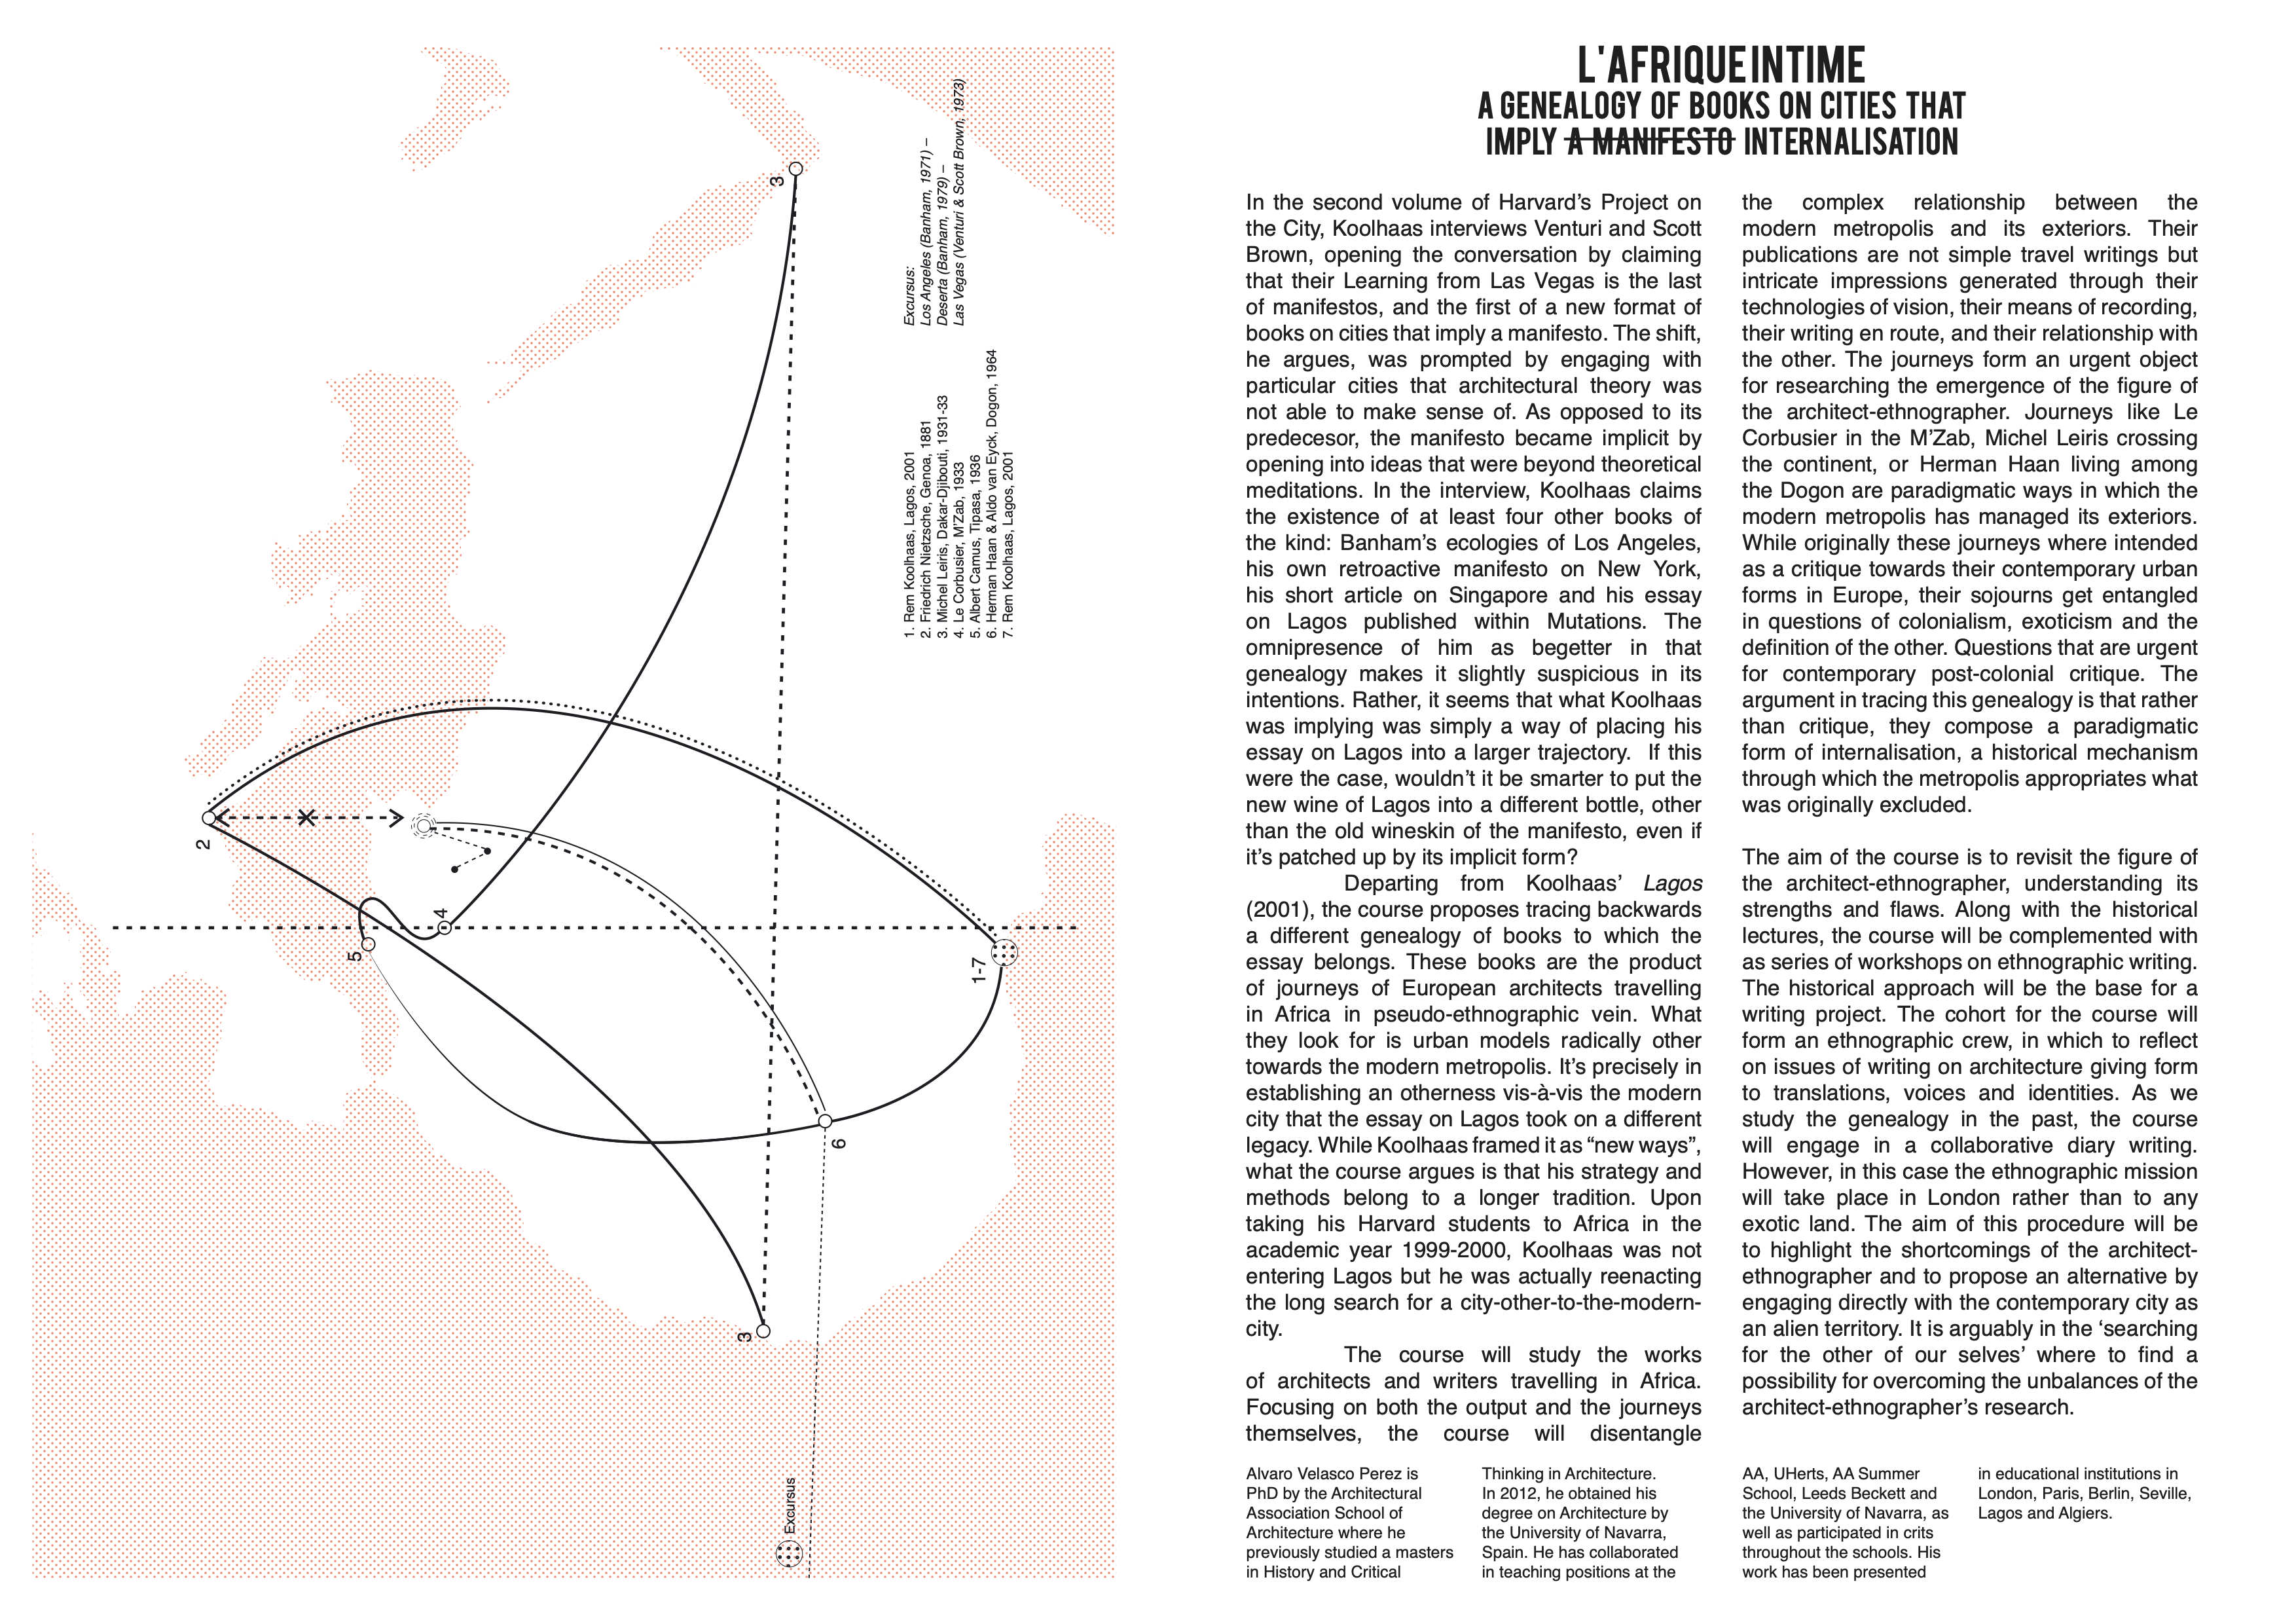 3
Excursus:
Los Angeles (Banham, 1971) –
Deserta (Banham, 1979) –
Las Vegas (Venturi & Scott Brown, 1973)
1. Rem Koolhaas, Lagos, 2001
2. Friedrich Nietzsche, Genoa, 1881
3. Michel Leiris, Dakar-Djibouti, 1931-33
4. Le Corbusier, M'Zab, 1933
5. Albert Camus, Tipasa, 1936
6. Herman Haan & Aldo van Eyck, Dogon, 1964
7. Rem Koolhaas, Lagos, 2001
2
4
5
1-7
6
3
Excursus
L'AFRIQUE INTIME
A GENEALOGY OF BOOKS ON CITIES THAT
IMPLY A MANIFESTO INTERNALISATION
In the second volume of Harvard's Project on
the City, Koolhaas interviews Venturi and Scott
Brown, opening the conversation by claiming
that their Learning from Las Vegas is the last
of manifestos, and the first of a new format of
books on cities that imply a manifesto. The shift,
he argues, was prompted by engaging with
particular cities that architectural theory was
not able to make sense of. As opposed to its
predecesor, the manifesto became implicit by
opening into ideas that were beyond theoretical
meditations. In the interview, Koolhaas claims
the existence of at least four other books of
the kind: Banham's ecologies of Los Angeles,
his own retroactive manifesto on New York,
his short article on Singapore and his essay
on Lagos published within Mutations. The
omnipresence of him as begetter in that
genealogy makes it slightly suspicious in its
intentions. Rather, it seems that what Koolhaas
was implying was simply a way of placing his
essay on Lagos into a larger trajectory. If this
were the case, wouldn't it be smarter to put the
new wine of Lagos into a different bottle, other
than the old wineskin of the manifesto, even if
it's patched up by its implicit form?
Departing from Koolhaas' Lagos
(2001), the course proposes tracing backwards
a different genealogy of books to which the
essay belongs. These books are the product
of journeys of European architects travelling
in Africa in pseudo-ethnographic vein. What
they look for is urban models radically other
towards the modern metropolis. It's precisely in
establishing an otherness vis-à-vis the modern
city that the essay on Lagos took on a different
legacy. While Koolhaas framed it as “new ways”,
what the course argues is that his strategy and
methods belong to a longer tradition. Upon
taking his Harvard students to Africa in the
academic year 1999-2000, Koolhaas was not
entering Lagos but he was actually reenacting
the long search for a city-other-to-the-modern-
city.
The course will study the works
of architects and writers travelling in Africa.
Focusing on both the output and the journeys
themselves, the course will disentangle
the complex relationship between the
modern metropolis and its exteriors. Their
publications are not simple travel writings but
intricate impressions generated through their
technologies of vision, their means of recording,
their writing en route, and their relationship with
the other. The journeys form an urgent object
for researching the emergence of the figure of
the architect-ethnographer. Journeys like Le
Corbusier in the M'Zab, Michel Leiris crossing
the continent, or Herman Haan living among
the Dogon are paradigmatic ways in which the
modern metropolis has managed its exteriors.
While originally these journeys where intended
as a critique towards their contemporary urban
forms in Europe, their sojourns get entangled
in questions of colonialism, exoticism and the
definition of the other. Questions that are urgent
for contemporary post-colonial critique. The
argument in tracing this genealogy is that rather
than critique, they compose a paradigmatic
form of internalisation, a historical mechanism
through which the metropolis appropriates what
was originally excluded.
The aim of the course is to revisit the figure of
the architect-ethnographer, understanding its
strengths and flaws. Along with the historical
lectures, the course will be complemented with
as series of workshops on ethnographic writing.
The historical approach will be the base for a
writing project. The cohort for the course will
form an ethnographic crew, in which to reflect
on issues of writing on architecture giving form
to translations, voices and identities. As we
study the genealogy in the past, the course
will engage in a collaborative diary writing.
However, in this case the ethnographic mission
will take place in London rather than to any
exotic land. The aim of this procedure will be
to highlight the shortcomings of the architect-
ethnographer and to propose an alternative by
engaging directly with the contemporary city as
an alien territory. It is arguably in the ‘searching
for the other of our selves’ where to find a
possibility for overcoming the unbalances of the
architect-ethnographer's research.
Alvaro Velasco Perez is
PhD by the Architectural
Association School of
Architecture where he
previously studied a masters
in History and Critical
Thinking in Architecture.
In 2012, he obtained his
degree on Architecture by
the University of Navarra,
Spain. He has collaborated
in teaching positions at the
AA, UHerts, AA Summer
School, Leeds Beckett and
the University of Navarra, as
well as participated in crits
throughout the schools. His
work has been presented
in educational institutions in
London, Paris, Berlin, Seville,
Lagos and Algiers.